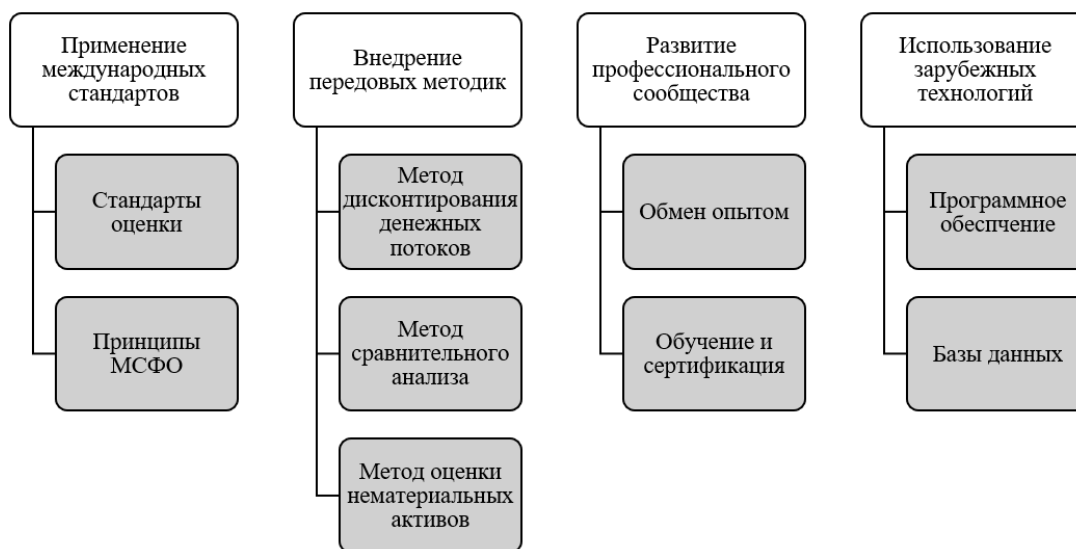 Применение
международных
стандартов
Стандарты
оценки
Принципы
МСФО
Внедрение
передовых методик
Метод
дисконтирования
денежных
потоков
Метод
сравнительного
анализа
Метод оценки
нематериальных
активов
Развитие
профессионального
сообщества
Обмен опытом
Обучение и
сертификация
Использование
зарубежных
технологий
Программное
обеспчение
Базы данных